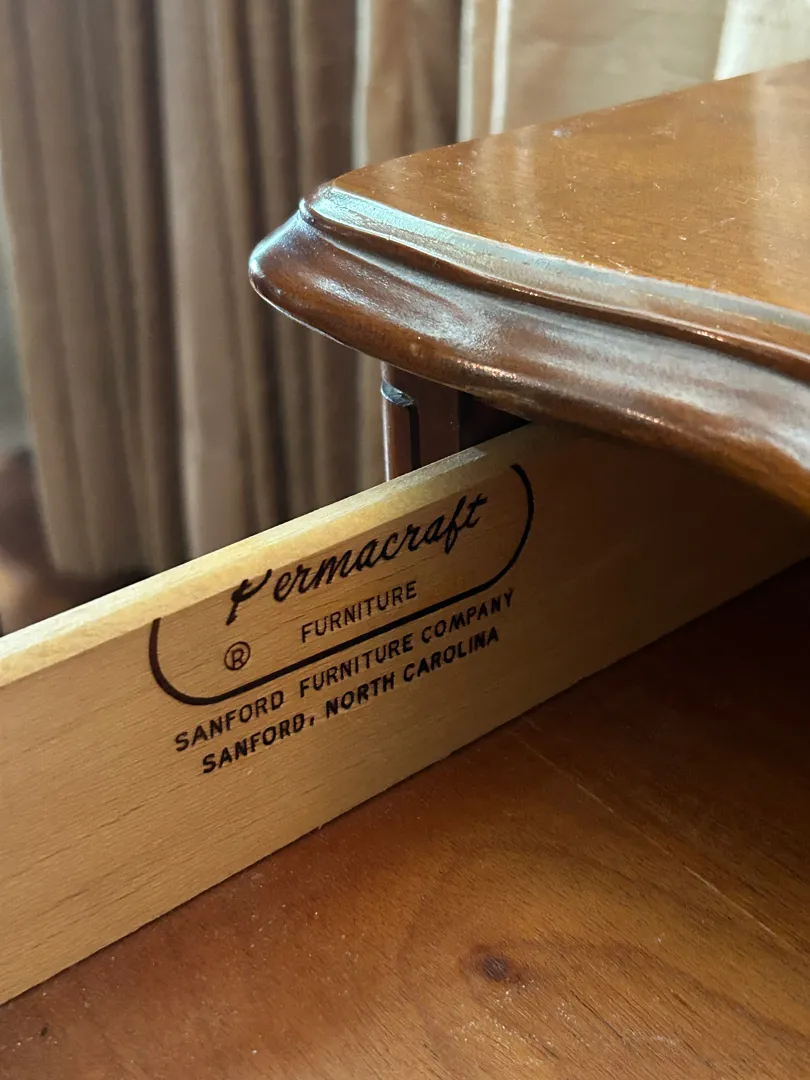 Permacraft
FURNITURE
®
SANFORD FURNITURE COMPANY
SANFORD, NORTH CAROLINA